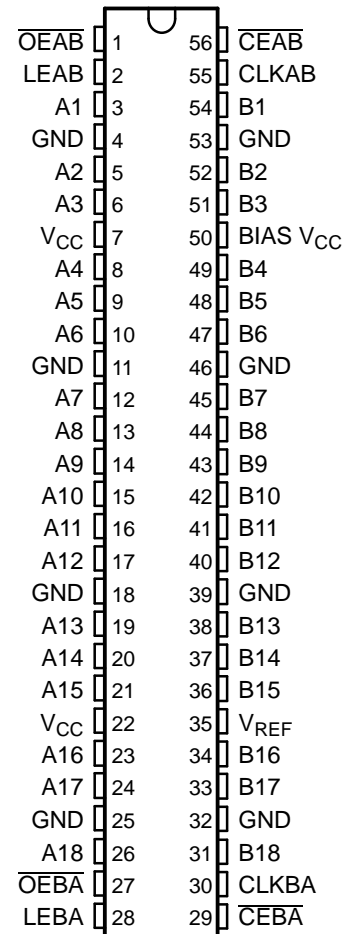 O̅E̅A̅B̅ 1 56 C̅E̅A̅B̅
LEAB 2 55 CLKAB
A1 3 54 B1
GND 4 53 GND
A2 5 52 B2
A3 6 51 B3
VCC 7 50 BIAS VCC
A4 8 49 B4
A5 9 48 B5
A6 10 47 B6
GND 11 46 GND
A7 12 45 B7
A8 13 44 B8
A9 14 43 B9
A10 15 42 B10
A11 16 41 B11
A12 17 40 B12
GND 18 39 GND
A13 19 38 B13
A14 20 37 B14
A15 21 36 B15
VCC 22 35 VREF
A16 23 34 B16
A17 24 33 B17
GND 25 32 GND
A18 26 31 B18
O̅E̅B̅A̅ 27 30 CLKBA
LEBA 28 29 C̅E̅B̅A̅